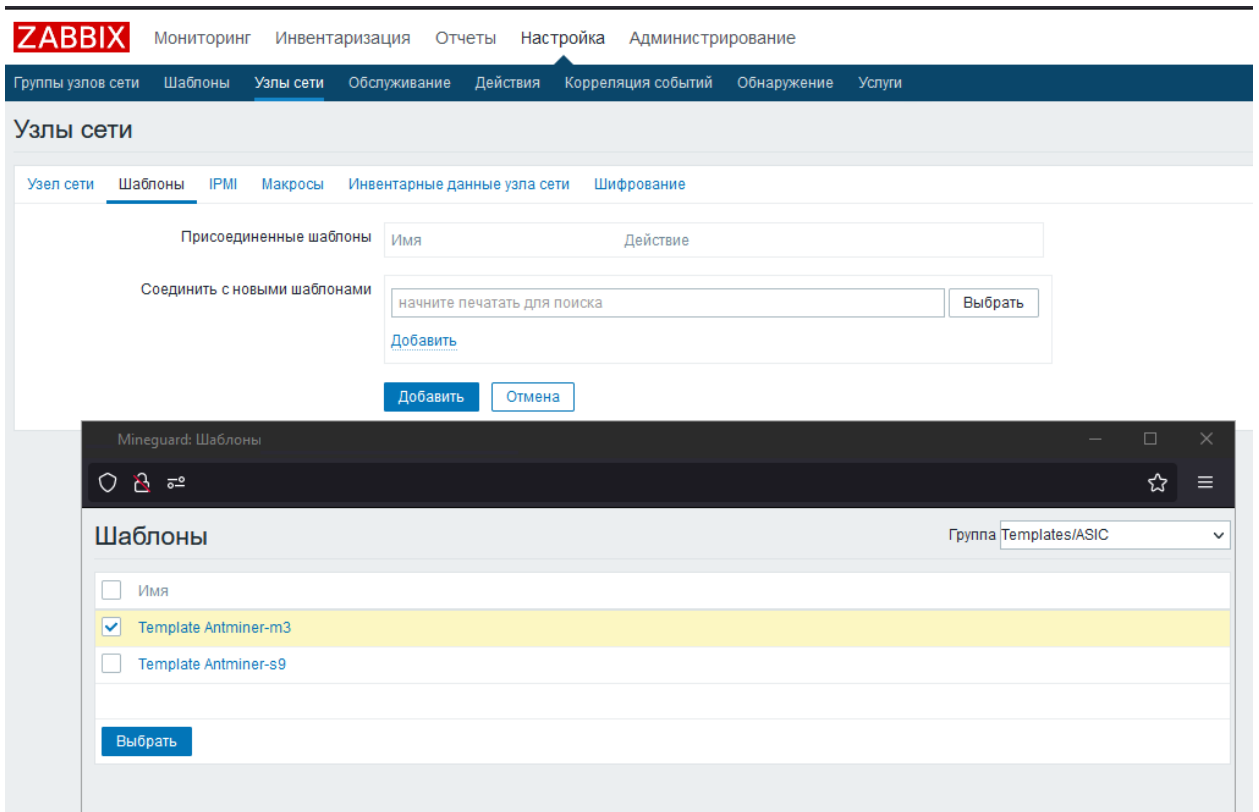 ZABBIX Мониторинг Инвентаризация Отчеты Настройка Администрирование
Группы узлов сети Шаблоны Узлы сети Обслуживание Действия Корреляция событий Обнаружение Услуги
Узлы сети
Узел сети Шаблоны IPMI Макросы Инвентарные данные узла сети Шифрование
Присоединенные шаблоны Имя Действие
Соединить с новыми шаблонами
начните печатать для поиска Выбрать
Добавить
Добавить Отмена
Mineguard: Шаблоны
Шаблоны Группа Templates/ASIC
Имя
Template Antminer-m3
Template Antminer-s9
Выбрать